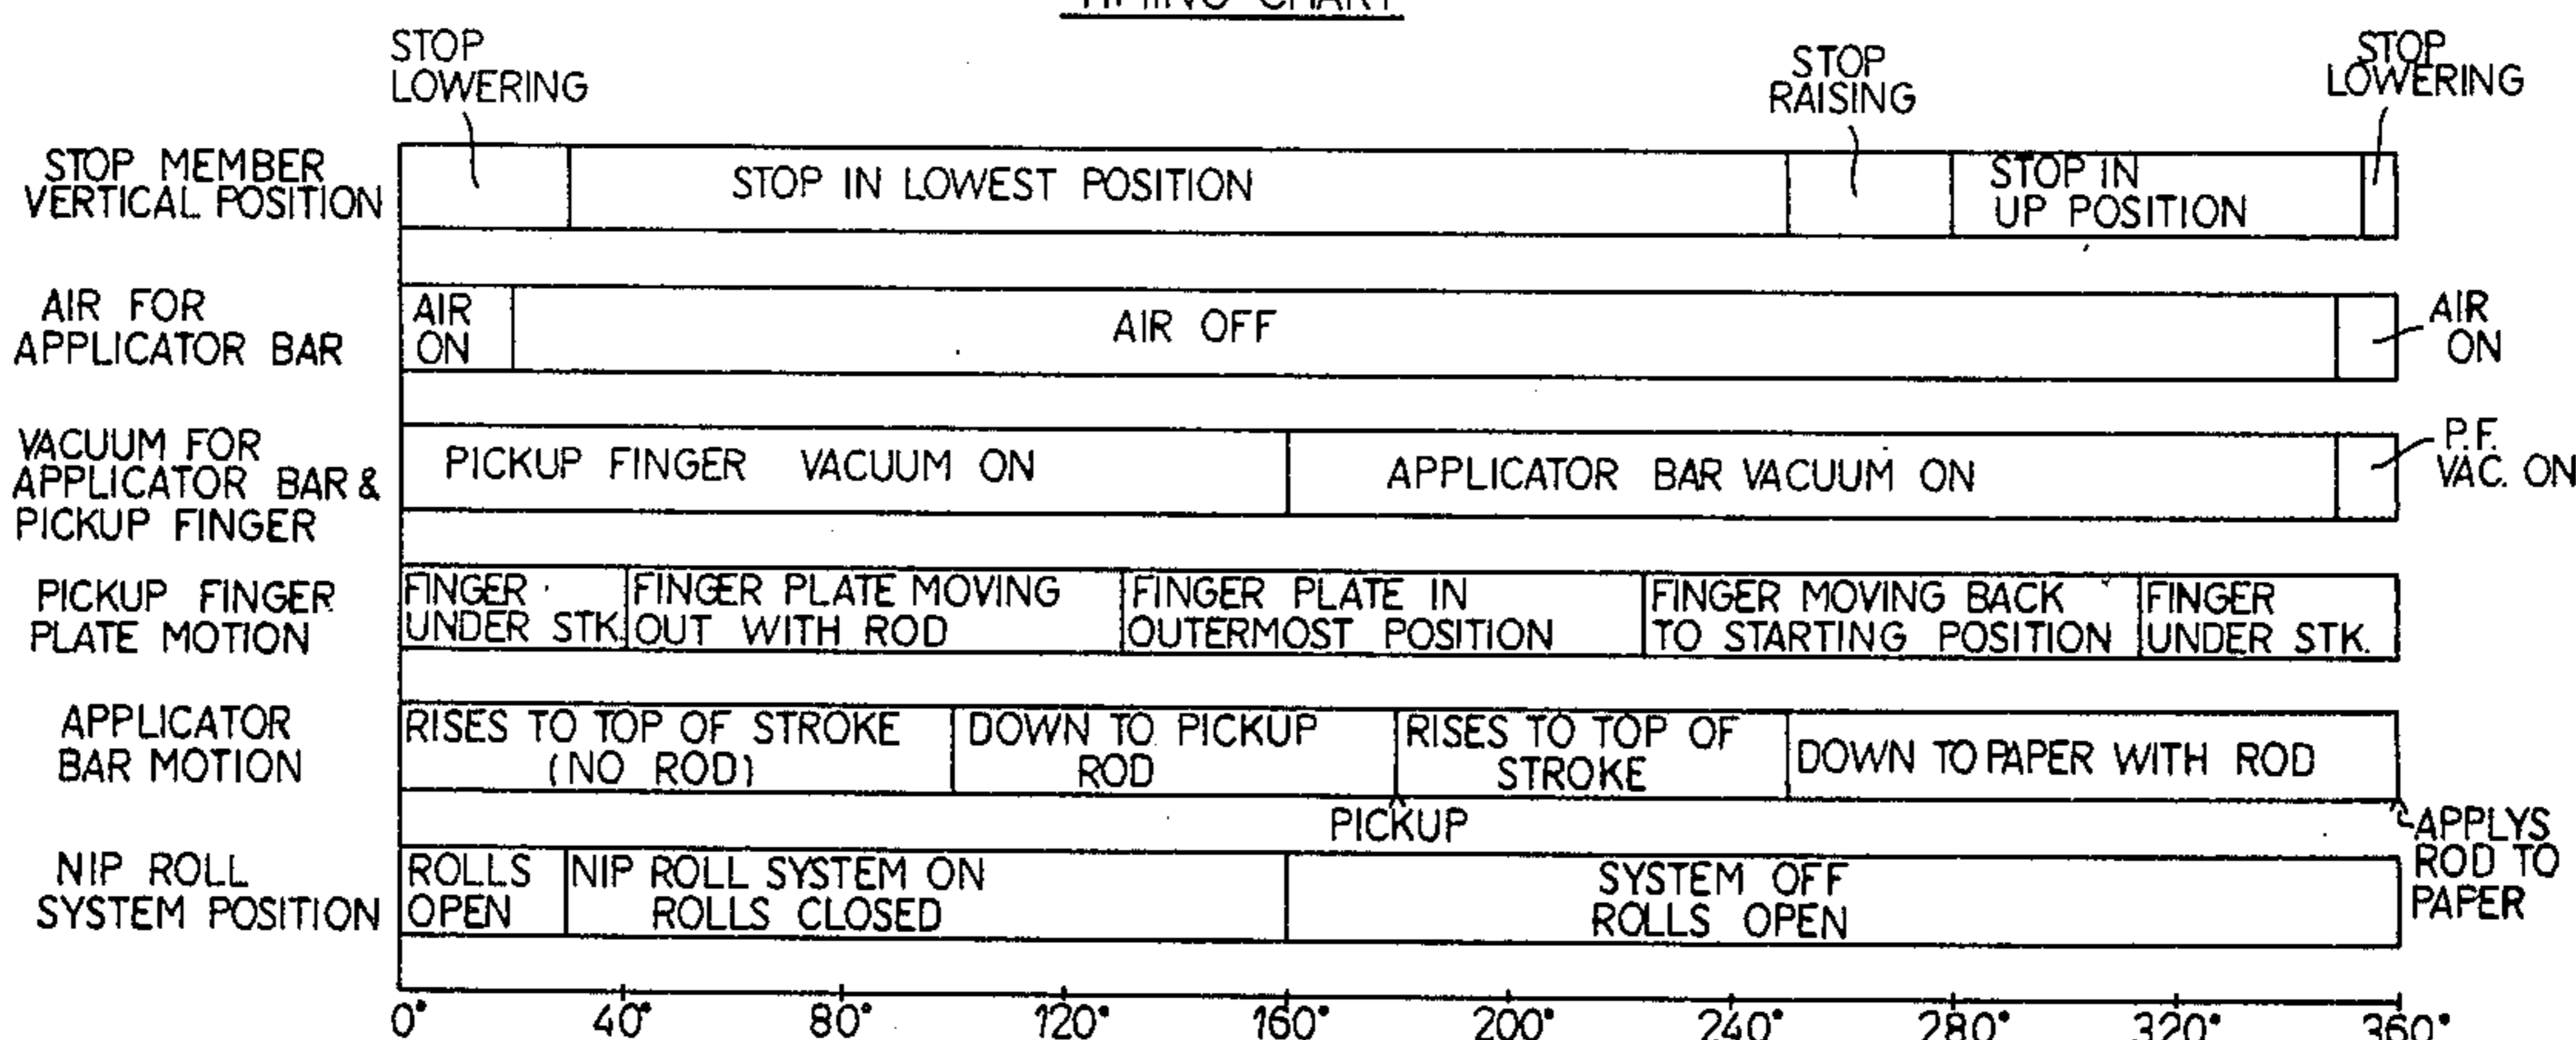 TIMING CHART
STOP
LOWERING
STOP
RAISING
STOP
LOWERING
STOP MEMBER
VERTICAL POSITION
STOP IN LOWEST POSITION
STOP IN
UP POSITION
AIR FOR
APPLICATOR BAR
AIR
ON
AIR OFF
AIR
ON
VACUUM FOR
APPLICATOR BAR &
PICKUP FINGER
PICKUP FINGER VACUUM ON
APPLICATOR BAR VACUUM ON
P.F.
VAC. ON
PICKUP FINGER
PLATE MOTION
FINGER
UNDER STK.
FINGER PLATE MOVING
OUT WITH ROD
FINGER PLATE IN
OUTERMOST POSITION
FINGER MOVING BACK
TO STARTING POSITION
FINGER
UNDER STK.
APPLICATOR
BAR MOTION
RISES TO TOP OF STROKE
(NO ROD)
DOWN TO PICKUP
ROD
RISES TO TOP OF
STROKE
DOWN TO PAPER WITH ROD
PICKUP
APPLYS
ROD TO
PAPER
NIP ROLL
SYSTEM POSITION
ROLLS
OPEN
NIP ROLL SYSTEM ON
ROLLS CLOSED
SYSTEM OFF
ROLLS OPEN
0° 40° 80° 120° 160° 200° 240° 280° 320° 360°